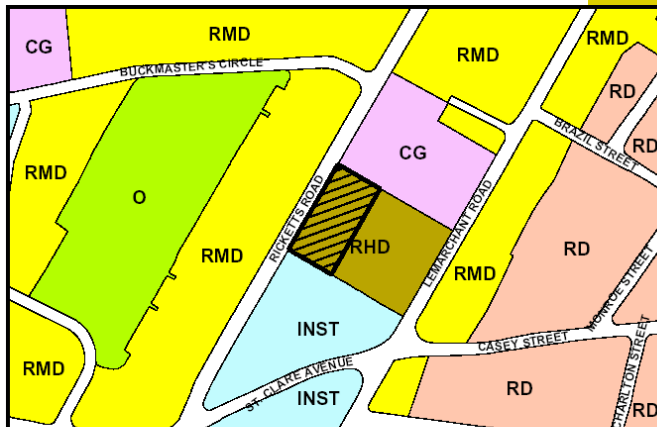 CG
RMD
RMD
RMD
BUCKMASTER'S CIRCLE
RD
BRAZIL STREET
RD
CG
RMD
O
RICKETTS ROAD
LEMARCHANT ROAD
RMD
RHD
RMD
RD
MONROE STREET
INST
CASEY STREET
RMD
ST. CLARE AVENUE
RD
CHARLTON STREET
INST
RD